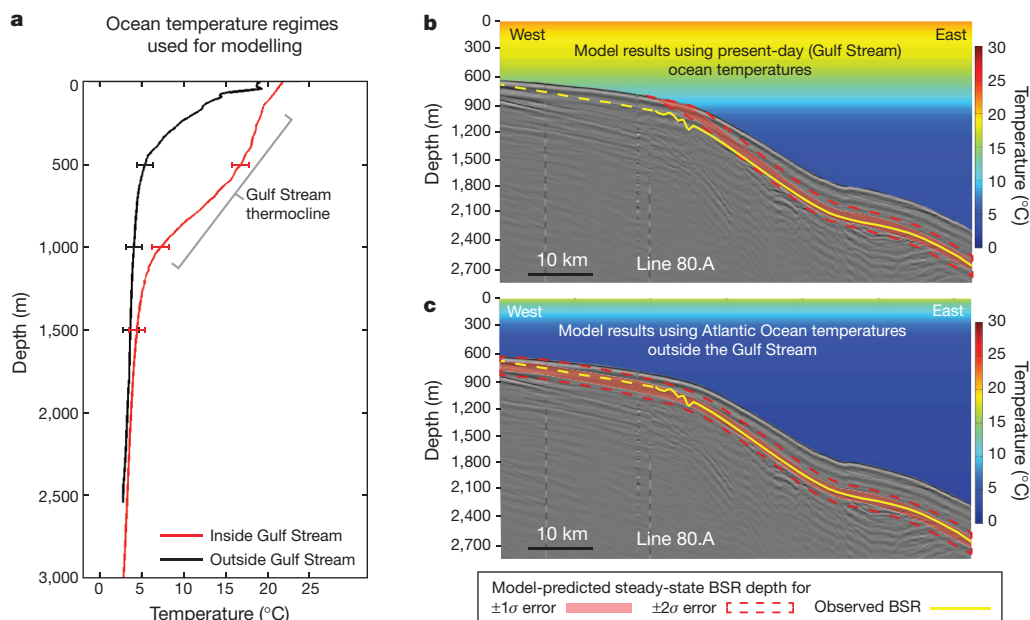 a
Ocean temperature regimes
used for modelling
0
500
1,000
1,500
2,000
2,500
3,000
Depth (m)
Gulf Stream
thermocline
Inside Gulf Stream
Outside Gulf Stream
0 5 10 15 20 25
Temperature (°C)
b
0
300
600
900
1,200
1,500
1,800
2,100
2,400
2,700
Depth (m)
West East
Model results using present-day (Gulf Stream)
ocean temperatures
10 km
Line 80.A
30
25
20
15
10
5
0
Temperature (°C)
c
0
300
600
900
1,200
1,500
1,800
2,100
2,400
2,700
Depth (m)
West East
Model results using Atlantic Ocean temperatures
outside the Gulf Stream
10 km
Line 80.A
30
25
20
15
10
5
0
Temperature (°C)
Model-predicted steady-state BSR depth for
±1σ error ±2σ error Observed BSR